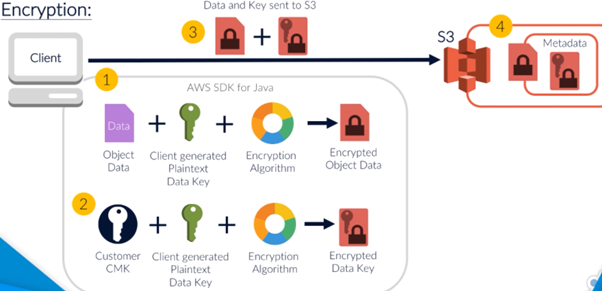 Encryption:
Data and Key sent to S3
3
Client
S3
4
Metadata
1
AWS SDK for Java
Data
Object
Data
Client generated
Plaintext
Data Key
Encryption
Algorithm
Encrypted
Object Data
2
Customer
CMK
Client generated
Plaintext
Data Key
Encryption
Algorithm
Encrypted
Data Key